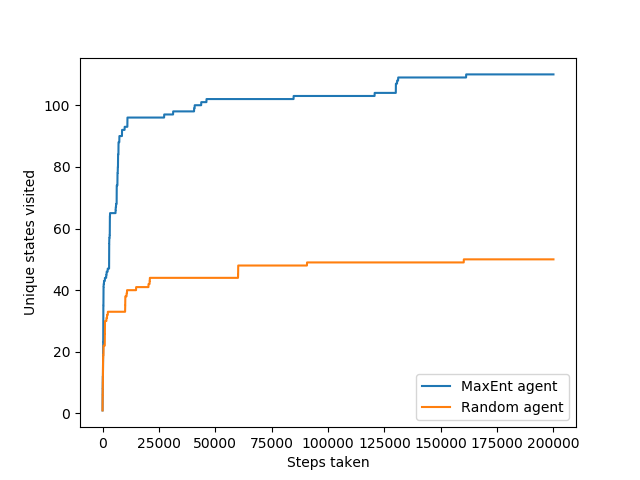 100
80
60
40
20
0
Unique states visited
0 25000 50000 75000 100000 125000 150000 175000 200000
Steps taken
MaxEnt agent
Random agent